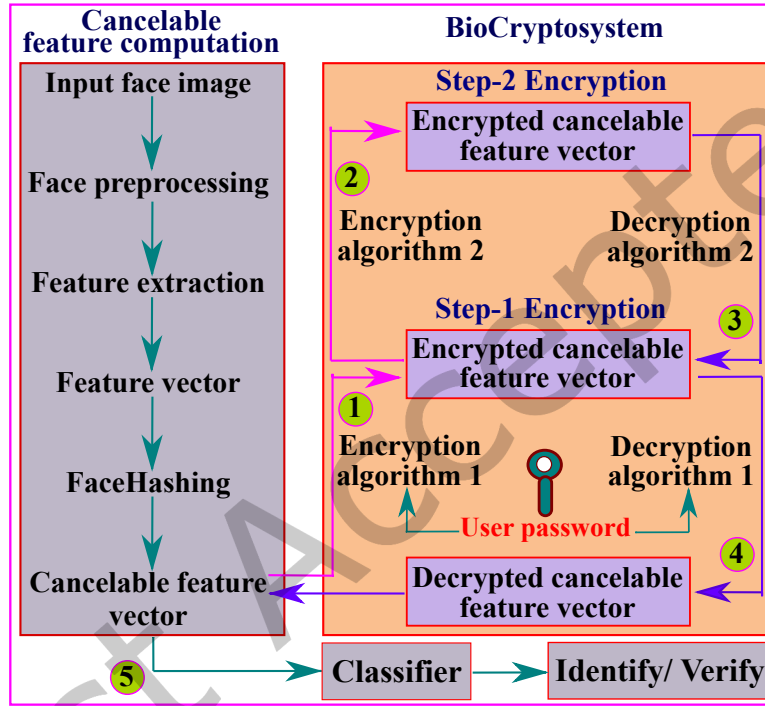 Cancelable
feature computation
Input face image
Face preprocessing
Feature extraction
Feature vector
FaceHashing
Cancelable feature
vector
BioCryptosystem
Step-2 Encryption
Encrypted cancelable
feature vector
2
Encryption
algorithm 2
Decryption
algorithm 2
Step-1 Encryption
3
Encrypted cancelable
feature vector
1
Encryption
algorithm 1
Decryption
algorithm 1
User password
4
Decrypted cancelable
feature vector
5
Classifier
Identify/ Verify
st Accepte